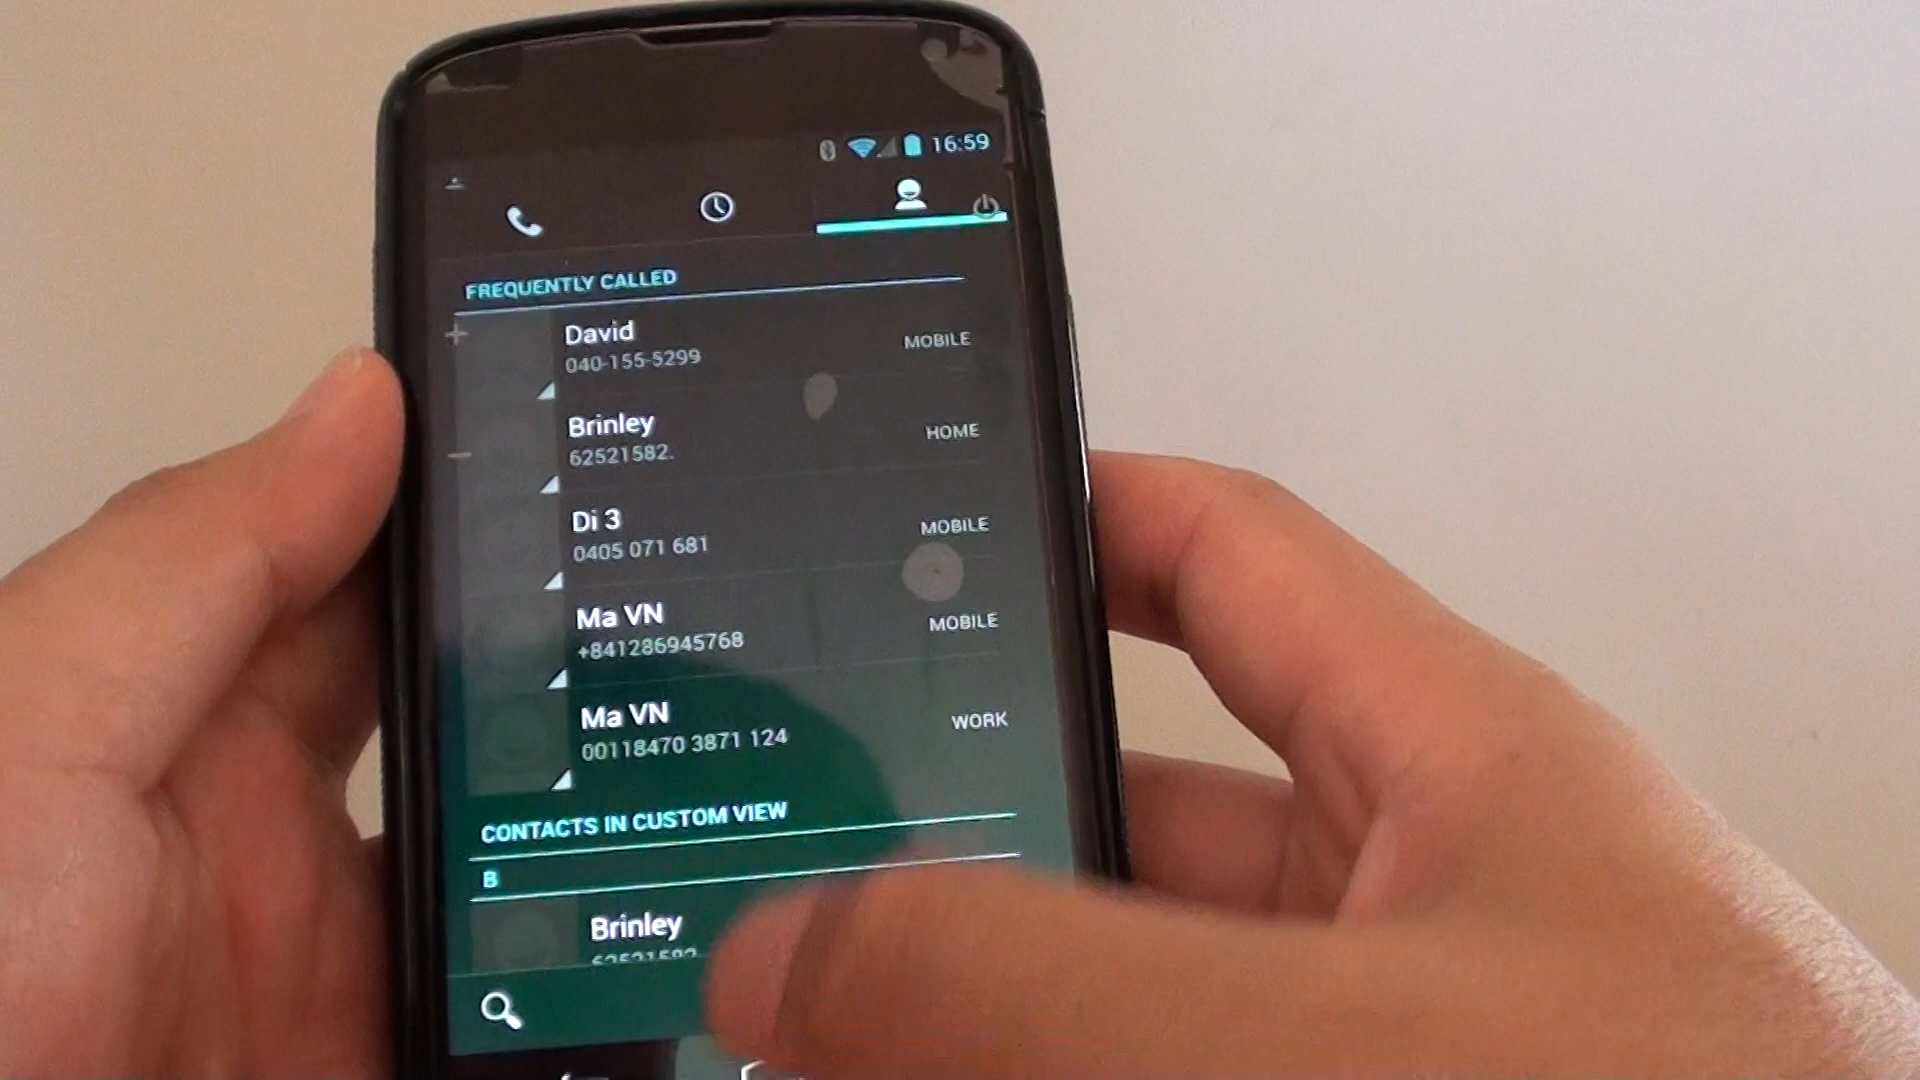 16:59
FREQUENTLY CALLED
David
040-155-5299
MOBILE
Brinley
62521582.
HOME
Di 3
0405 071 681
MOBILE
Ma VN
+841286945768
MOBILE
Ma VN
00118470 3871 124
WORK
CONTACTS IN CUSTOM VIEW
B
Brinley